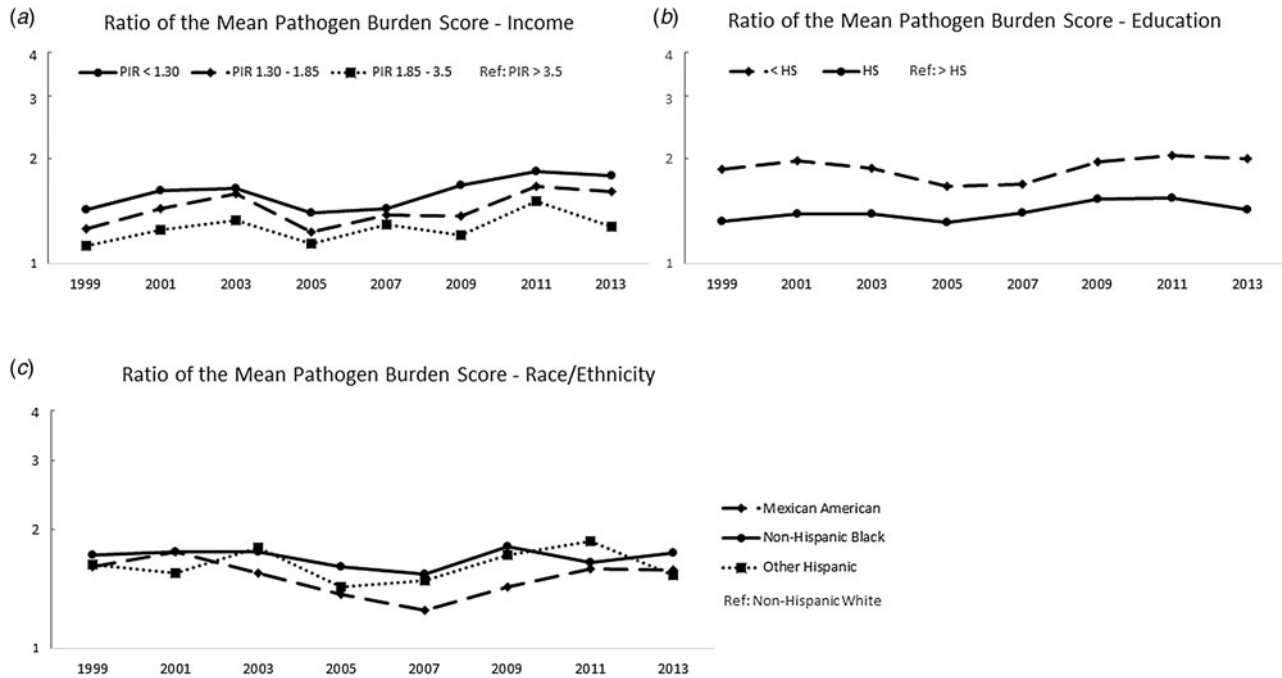 (a)
Ratio of the Mean Pathogen Burden Score - Income
4
PIR < 1.30 PIR 1.30 - 1.85 PIR 1.85 - 3.5 Ref: PIR > 3.5
3
2
1
1999 2001 2003 2005 2007 2009 2011 2013
(b)
Ratio of the Mean Pathogen Burden Score - Education
4
< HS HS Ref: > HS
3
2
1
1999 2001 2003 2005 2007 2009 2011 2013
(c)
Ratio of the Mean Pathogen Burden Score - Race/Ethnicity
4
3
2
1
1999 2001 2003 2005 2007 2009 2011 2013
Mexican American
Non-Hispanic Black
Other Hispanic
Ref: Non-Hispanic White